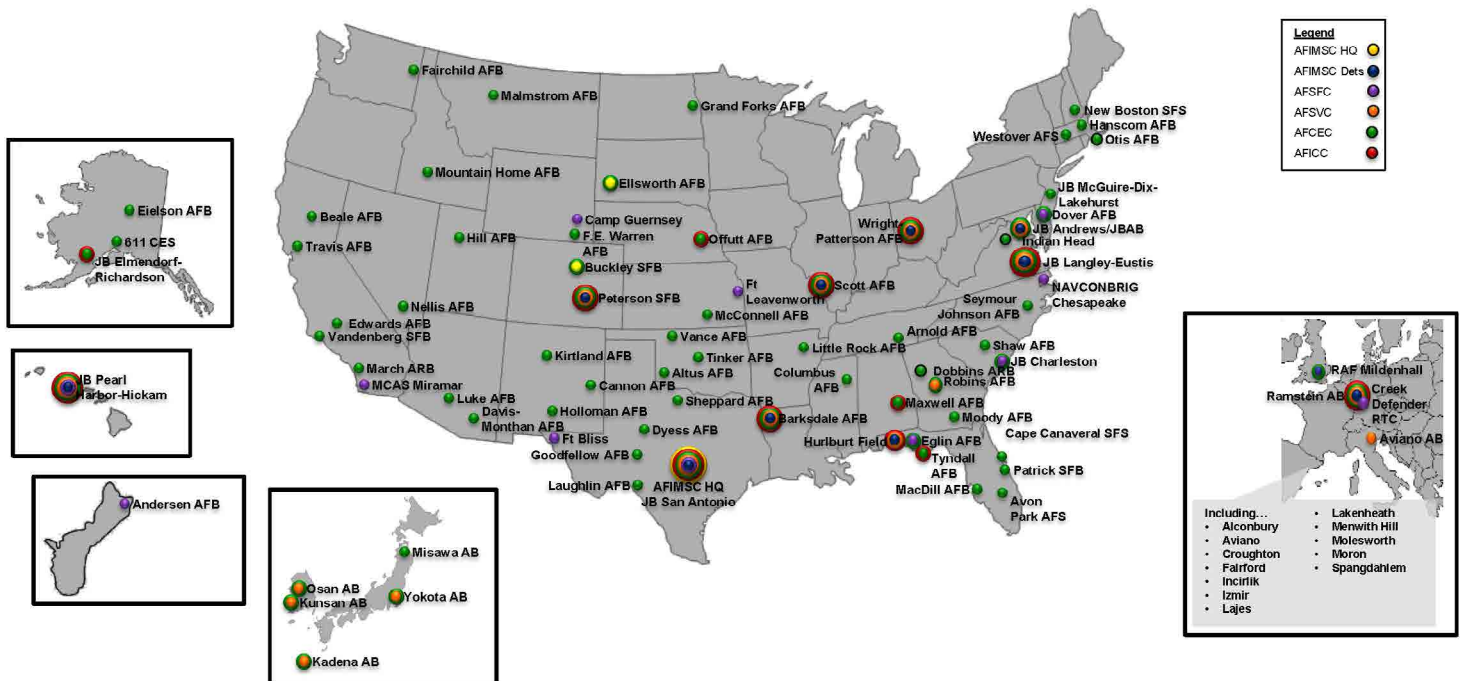 Legend
AFIMSC HQ
AFIMSC Dets
AFSFC
AFSVC
AFCEC
AFICC
Fairchild AFB
Malmstrom AFB
Grand Forks AFB
New Boston SFS
Hanscom AFB
Westover AFS
Otis AFB
Mountain Home AFB
Ellsworth AFB
JB McGuire-Dix-
Lakehurst
Beale AFB
Camp Guernsey
Dover AFB
Wright
Patterson AFB
JB Andrews/JBAB
Hill AFB
F.E. Warren
AFB
Offutt AFB
Indian Head
Travis AFB
Buckley SFB
JB Langley-Eustis
Peterson SFB
Ft
Leavenworth
Scott AFB
NAVCONBRIG
Chesapeake
Nellis AFB
McConnell AFB
Seymour
Johnson AFB
Edwards AFB
Vandenberg SFB
Vance AFB
Arnold AFB
Little Rock AFB
Shaw AFB
Kirtland AFB
Tinker AFB
JB Charleston
March ARB
Altus AFB
Columbus
AFB
Dobbins ARB
Robins AFB
MCAS Miramar
Cannon AFB
Luke AFB
Sheppard AFB
Maxwell AFB
Davis-
Monthan AFB
Holloman AFB
Barksdale AFB
Moody AFB
Dyess AFB
Cape Canaveral SFS
Ft Bliss
Hurlburt Field
Eglin AFB
Goodfellow AFB
Tyndall
AFB
Patrick SFB
Laughlin AFB
AFIMSC HQ
JB San Antonio
MacDill AFB
Avon
Park AFS
Eielson AFB
611 CES
JB Elmendorf-
Richardson
JB Pearl
Harbor-Hickam
Andersen AFB
Misawa AB
Osan AB
Kunsan AB
Yokota AB
Kadena AB
RAF Mildenhall
Ramstein AB
Creek
Defender
RTC
Aviano AB
Including…
• Alconbury
• Aviano
• Croughton
• Fairford
• Incirlik
• Izmir
• Lajes
• Lakenheath
• Menwith Hill
• Molesworth
• Moron
• Spangdahlem